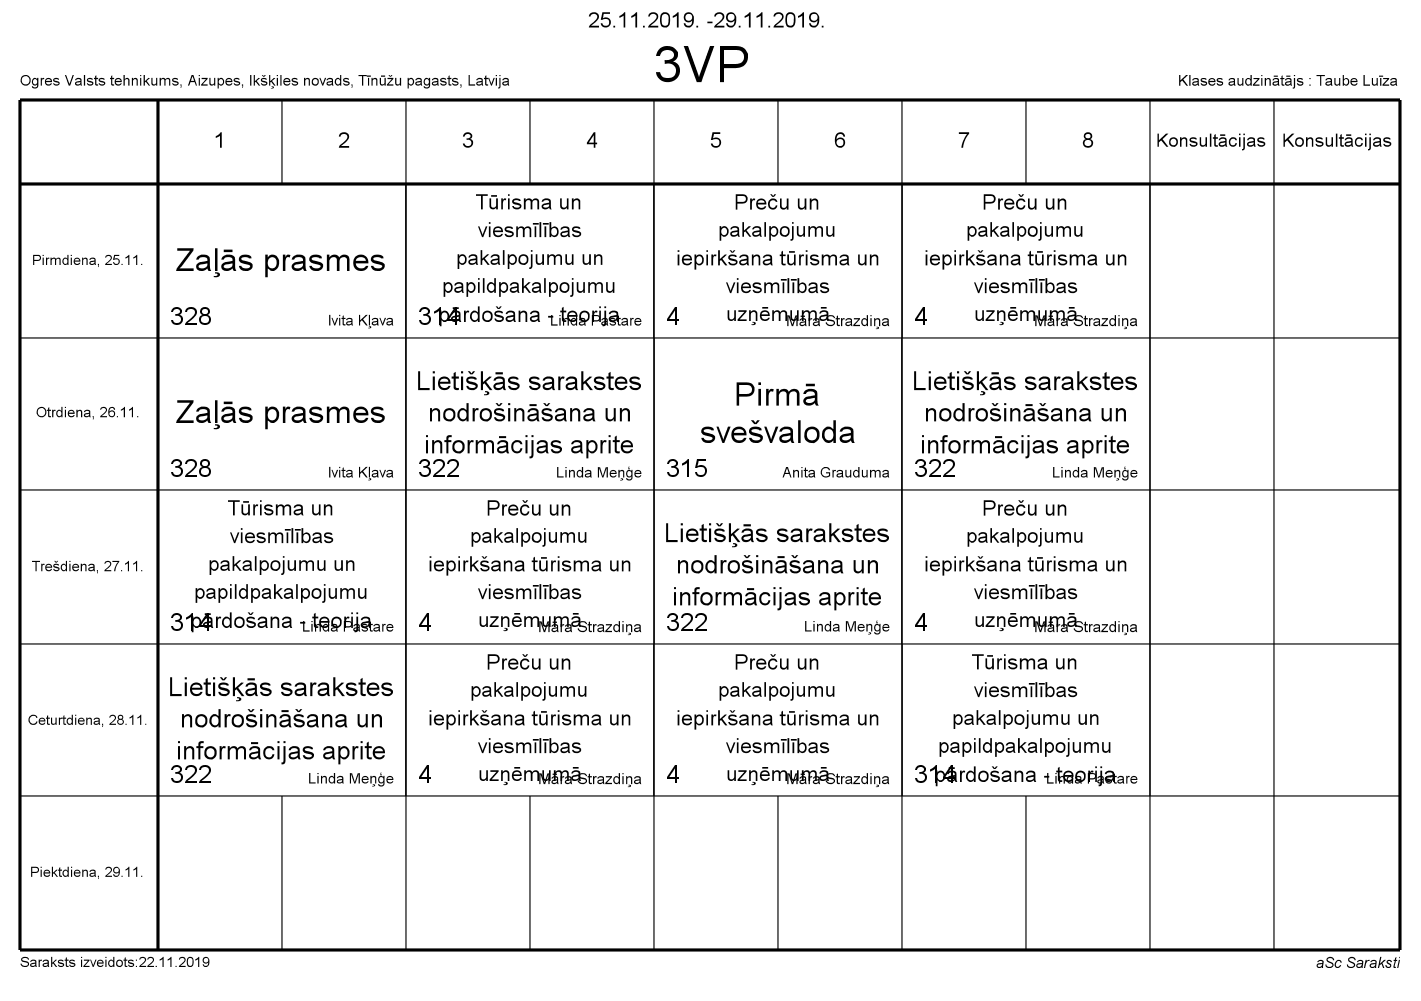 25.11.2019. -29.11.2019.
3VP
Ogres Valsts tehnikums, Aizupes, Ikšķiles novads, Tīnūžu pagasts, Latvija
Klases audzinātājs : Taube Luīza
1 2 3 4 5 6 7 8 Konsultācijas Konsultācijas
Pirmdiena, 25.11.
Zaļās prasmes
328 Ivita Kļava
Tūrisma un
viesmīlības
pakalpojumu un
papildpakalpojumu
pārdošana - teorija
314 Linda Pastare
Preču un
pakalpojumu
iepirkšana tūrisma un
viesmīlības
uzņēmumā
4 Māra Strazdiņa
Preču un
pakalpojumu
iepirkšana tūrisma un
viesmīlības
uzņēmumā
4 Māra Strazdiņa
Otrdiena, 26.11.
Zaļās prasmes
328 Ivita Kļava
Lietišķās sarakstes
nodrošināšana un
informācijas aprite
322 Linda Meņģe
Pirmā
svešvaloda
315 Anita Grauduma
Lietišķās sarakstes
nodrošināšana un
informācijas aprite
322 Linda Meņģe
Trešdiena, 27.11.
Tūrisma un
viesmīlības
pakalpojumu un
papildpakalpojumu
pārdošana - teorija
314 Linda Pastare
Preču un
pakalpojumu
iepirkšana tūrisma un
viesmīlības
uzņēmumā
4 Māra Strazdiņa
Lietišķās sarakstes
nodrošināšana un
informācijas aprite
322 Linda Meņģe
Preču un
pakalpojumu
iepirkšana tūrisma un
viesmīlības
uzņēmumā
4 Māra Strazdiņa
Ceturtdiena, 28.11.
Lietišķās sarakstes
nodrošināšana un
informācijas aprite
322 Linda Meņģe
Preču un
pakalpojumu
iepirkšana tūrisma un
viesmīlības
uzņēmumā
4 Māra Strazdiņa
Preču un
pakalpojumu
iepirkšana tūrisma un
viesmīlības
uzņēmumā
4 Māra Strazdiņa
Tūrisma un
viesmīlības
pakalpojumu un
papildpakalpojumu
pārdošana - teorija
314 Linda Pastare
Piektdiena, 29.11.
Saraksts izveidots:22.11.2019
aSc Saraksti